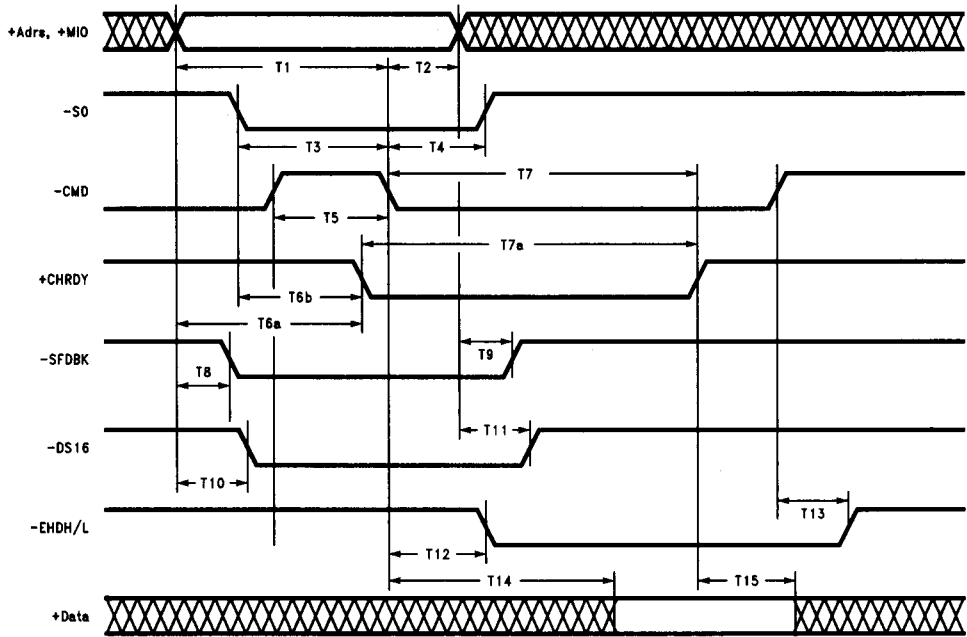 +Adrs, +MIO
T1
T2
-S0
T3
T4
-CMD
T7
T5
T7a
+CHRDY
T6b
T6a
-SFDBK
T9
T8
-DS16
T11
T10
-EHDH/L
T13
T12
T14
T15
+Data